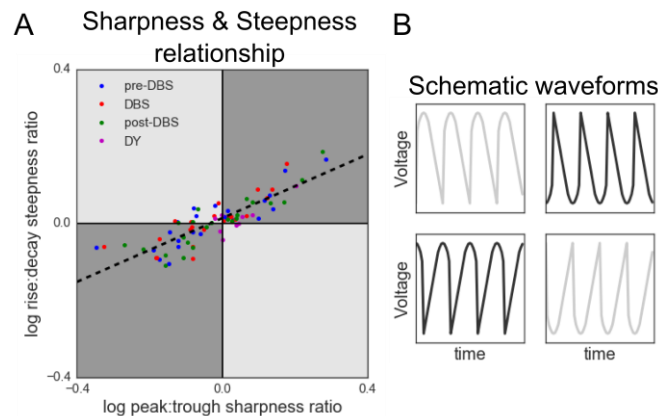 A
Sharpness & Steepness
relationship
0.4
pre-DBS
DBS
post-DBS
DY
log rise:decay steepness ratio
0.0
−0.4
−0.4
0.0
0.4
log peak:trough sharpness ratio
B
Schematic waveforms
Voltage
Voltage
time
time